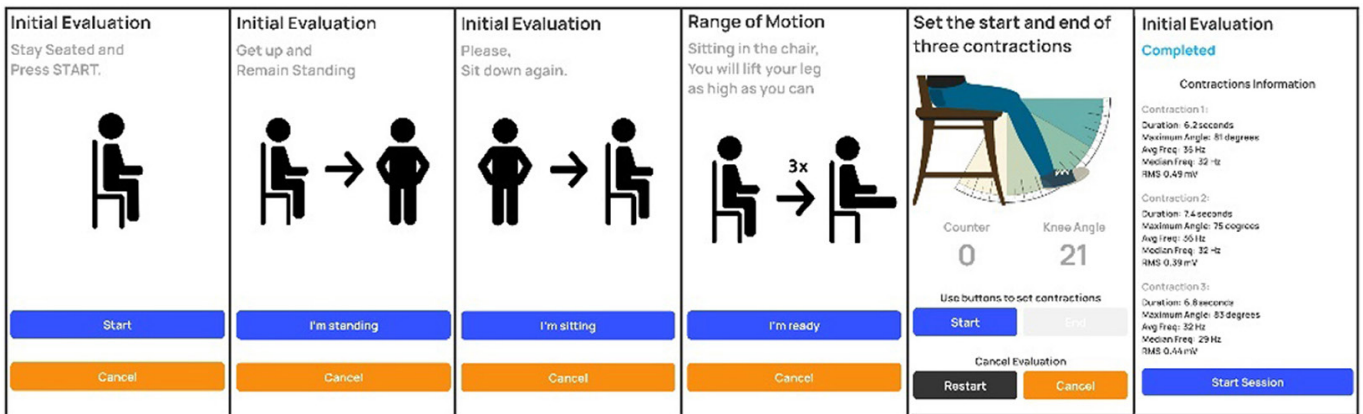 Initial Evaluation
Stay Seated and
Press START.
Start
Cancel
Initial Evaluation
Get up and
Remain Standing
I'm standing
Cancel
Initial Evaluation
Please,
Sit down again.
I'm sitting
Cancel
Range of Motion
Sitting in the chair,
You will lift your leg
as high as you can
3x
I'm ready
Cancel
Set the start and end of
three contractions
Counter
Knee Angle
0
21
Use buttons to set contractions
Start
End
Cancel Evaluation
Restart
Cancel
Initial Evaluation
Completed
Contractions Information
Contraction 1:
Duration: 6.2seconds
Maximum Angle: 81 degrees
Avg Freq: 36 Hz
Median Freq: 32 Hz
RMS 0.49 mV
Contraction 2:
Duration: 7.4 seconds
Maximum Angle: 75 degrees
Avg Freq: 36 Hz
Median Freq: 32 Hz
RMS 0.39 mV
Contraction 3:
Duration: 6.8seconds
Maximum Angle: 83 degrees
Avg Freq: 32 Hz
Median Freq: 29 Hz
RMS 0.44 mV
Start Session